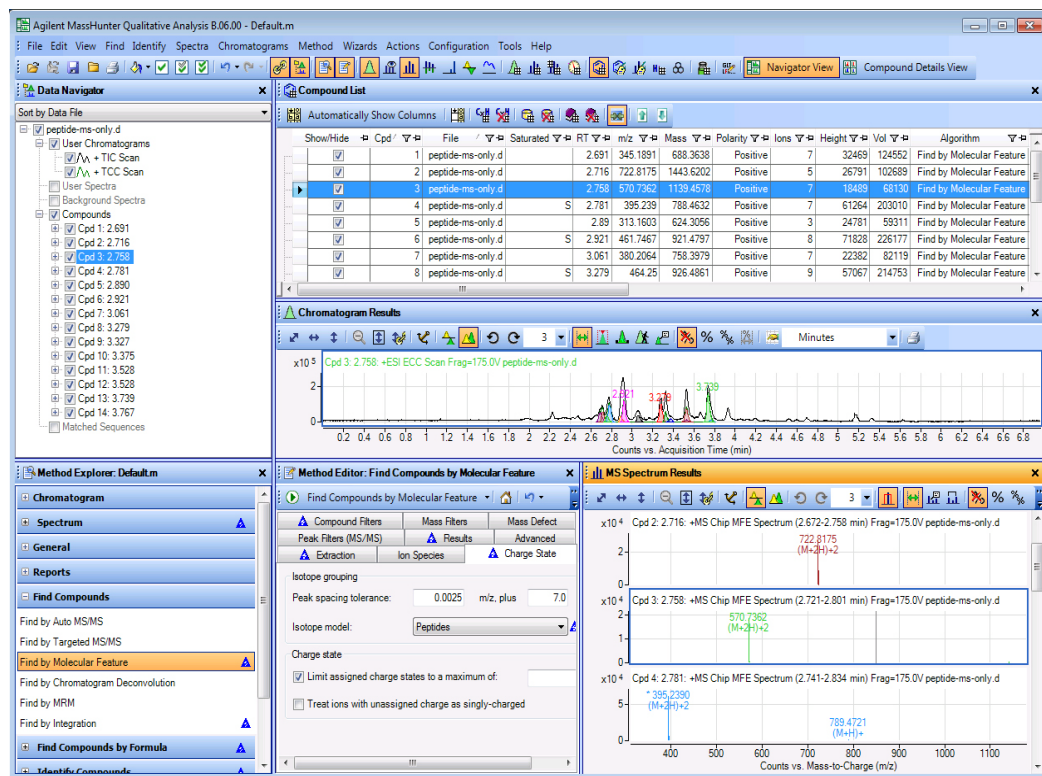 Agilent MassHunter Qualitative Analysis B.06.00 - Default.m
File Edit View Find Identify Spectra Chromatograms Method Wizards Actions Configuration Tools Help
Navigator View Compound Details View
Data Navigator
Sort by Data File
peptide-ms-only.d
User Chromatograms
+ TIC Scan
+ TCC Scan
User Spectra
Background Spectra
Compounds
Cpd 1: 2.691
Cpd 2: 2.716
Cpd 3: 2.758
Cpd 4: 2.781
Cpd 5: 2.890
Cpd 6: 2.921
Cpd 7: 3.061
Cpd 8: 3.279
Cpd 9: 3.327
Cpd 10: 3.375
Cpd 11: 3.528
Cpd 12: 3.528
Cpd 13: 3.739
Cpd 14: 3.767
Matched Sequences
Compound List
Automatically Show Columns
Show/Hide Cpd File Saturated RT m/z Mass Polarity Ions Height Vol Algorithm
1 peptide-ms-only.d 2.691 345.1891 688.3638 Positive 7 32469 124552 Find by Molecular Feature
2 peptide-ms-only.d 2.716 722.8175 1443.6202 Positive 5 26791 102689 Find by Molecular Feature
3 peptide-ms-only.d 2.758 570.7362 1139.4578 Positive 7 18489 68130 Find by Molecular Feature
4 peptide-ms-only.d S 2.781 395.239 788.4632 Positive 7 61264 203010 Find by Molecular Feature
5 peptide-ms-only.d 2.89 313.1603 624.3056 Positive 3 24781 59311 Find by Molecular Feature
6 peptide-ms-only.d S 2.921 461.7467 921.4797 Positive 8 71828 226177 Find by Molecular Feature
7 peptide-ms-only.d 3.061 380.2064 758.3979 Positive 7 22382 82119 Find by Molecular Feature
8 peptide-ms-only.d S 3.279 464.25 926.4861 Positive 9 57067 214753 Find by Molecular Feature
Chromatogram Results
3 % Minutes
x10 5 Cpd 3: 2.758: +ESI ECC Scan Frag=175.0V peptide-ms-only.d
2
0
2.921 3.279 3.739
0.2 0.4 0.6 0.8 1 1.2 1.4 1.6 1.8 2 2.2 2.4 2.6 2.8 3 3.2 3.4 3.6 3.8 4 4.2 4.4 4.6 4.8 5 5.2 5.4 5.6 5.8 6 6.2 6.4 6.6 6.8
Counts vs. Acquisition Time (min)
Method Explorer: Default.m
Chromatogram
Spectrum
General
Reports
Find Compounds
Find by Auto MS/MS
Find by Targeted MS/MS
Find by Molecular Feature
Find by Chromatogram Deconvolution
Find by MRM
Find by Integration
Find Compounds by Formula
Identify Compounds
Method Editor: Find Compounds by Molecular Feature
Find Compounds by Molecular Feature
Compound Filters Mass Filters Mass Defect
Peak Filters (MS/MS) Results Advanced
Extraction Ion Species Charge State
Isotope grouping
Peak spacing tolerance: 0.0025 m/z, plus 7.0
Isotope model: Peptides
Charge state
Limit assigned charge states to a maximum of:
Treat ions with unassigned charge as singly-charged
MS Spectrum Results
3 %
x10 4 Cpd 2: 2.716: +MS Chip MFE Spectrum (2.672-2.758 min) Frag=175.0V peptide-ms-only.d
722.8175
(M+2H)+2
2
0
x10 4 Cpd 3: 2.758: +MS Chip MFE Spectrum (2.721-2.801 min) Frag=175.0V peptide-ms-only.d
2
570.7362
(M+2H)+2
1
0
x10 4 Cpd 4: 2.781: +MS Chip MFE Spectrum (2.741-2.834 min) Frag=175.0V peptide-ms-only.d
* 395.2390
(M+2H)+2
5
789.4721
(M+H)+
0
400 500 600 700 800 900 1000 1100
Counts vs. Mass-to-Charge (m/z)